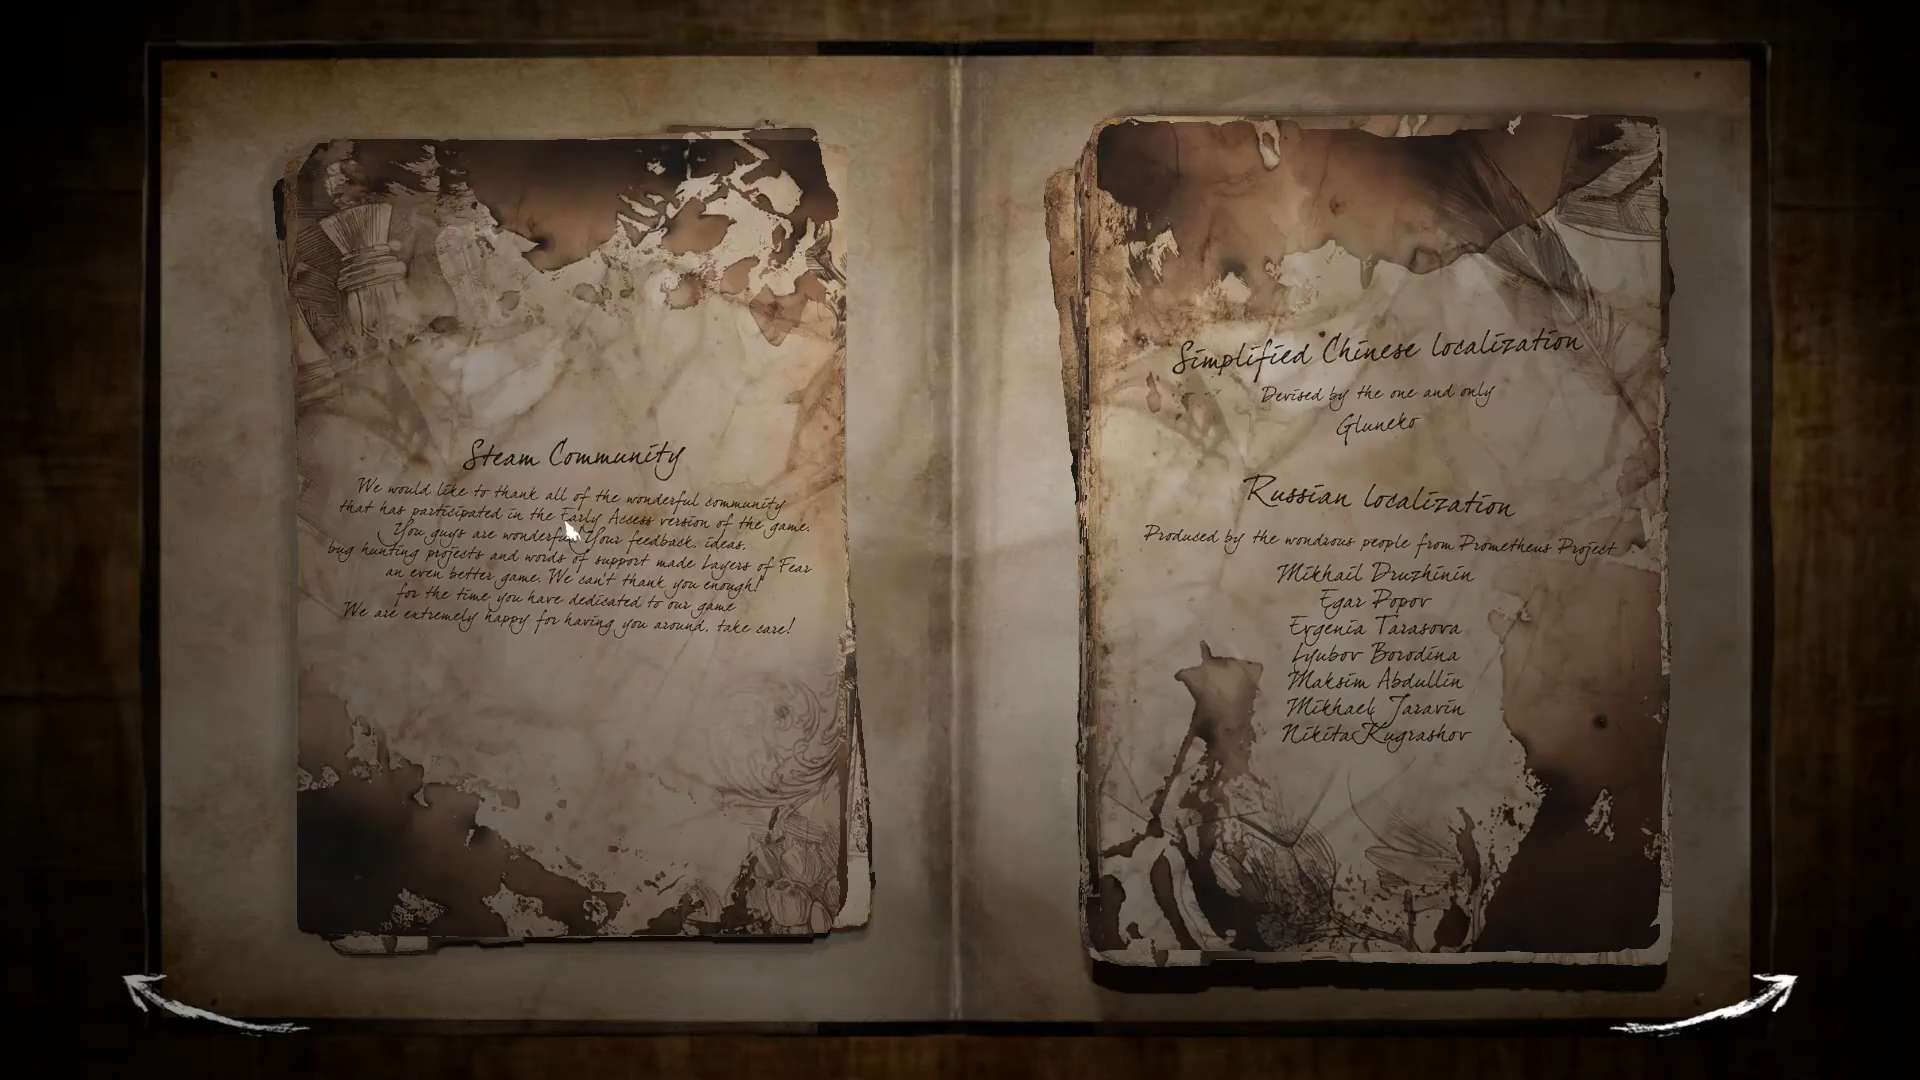 Steam Community
We would like to thank all of the wonderful community
that has participated in the Early Access version of the game.
You guys are wonderful! Your feedback, ideas,
bug hunting projects and words of support made Layers of Fear
an even better game. We can't thank you enough!
for the time you have dedicated to our game
We are extremely happy for having you around, take care!
Simplified Chinese localization
Devised by the one and only
Gluneko
Russian localization
Produced by the wondrous people from Prometheus Project
Mikhail Druzhinin
Egar Popov
Evgenia Tarasova
Lyubov Borodina
Maksim Abdullin
Mikhael Jaravin
Nikita Kugrashov